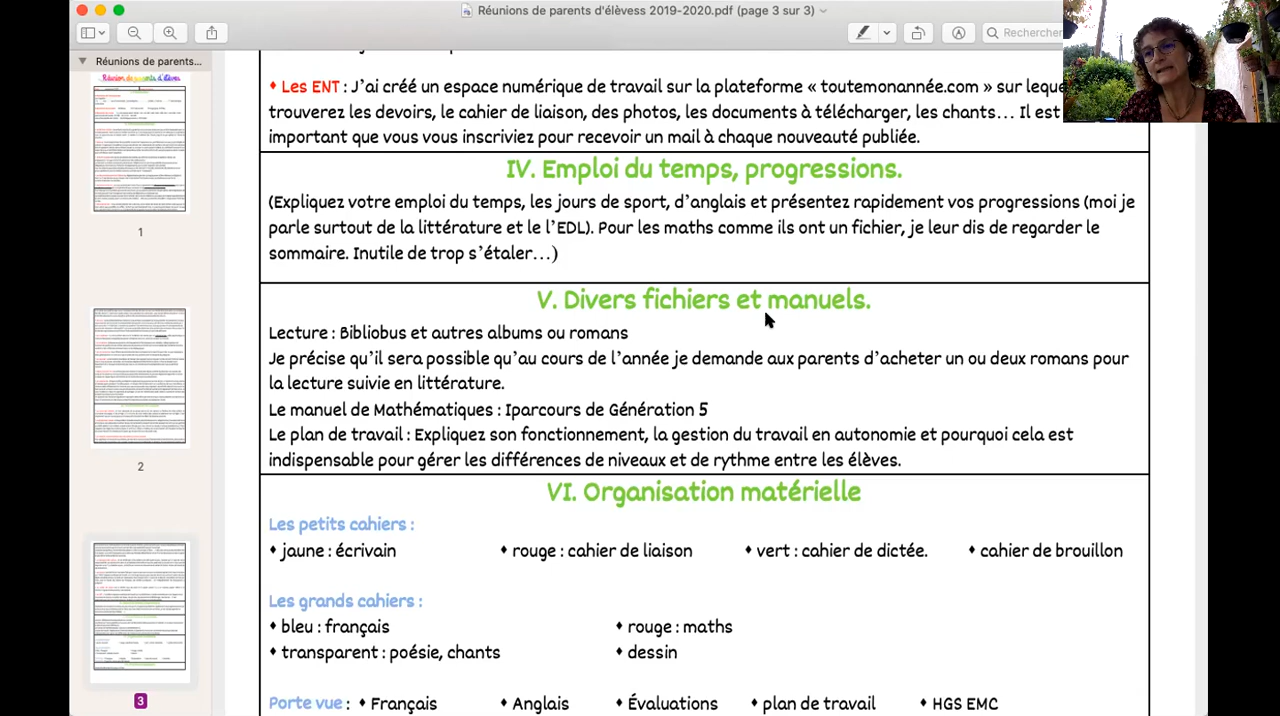 Réunions de parents d'élèvess 2019-2020.pdf (page 3 sur 3)
Rechercher
Réunions de parents...
Réunion de parents d'élèves
1
2
3
♦ Les ENT : J'ai créé un espace numérique de travail sur la plateforme « toutemonannée.com » sur lequel
les devoirs, le cahier de textes, des photos, les documents à télécharger, les chants… Il est
important que vous vous inscriviez pour recevoir un mail à chaque nouveauté publiée.
IV. Emploi du temps, progressions.
(Expliquez votre emploi du temps, les jours de sport, d'anglais et présentez rapidement vos progressions (moi je
parle surtout de la littérature et le l'EDL). Pour les maths comme ils ont un fichier, je leur dis de regarder le
sommaire. Inutile de trop s'étaler…)
V. Divers fichiers et manuels.
Lecture : Bibliobus et autres albums ou romans
Je précise qu'il sera possible qu'au cours de l'année je demande aux parents d'acheter un ou deux romans pour
la lecture suivie en littérature.
Le manuel de mathématiques : 1 parcours de Génération 5
Le plan de travail : Expliquer son fonctionnement, la gestion du travail en autonomie et pourquoi cela est
indispensable pour gérer les différences de niveaux et de rythme entre les élèves.
VI. Organisation matérielle
Les petits cahiers :
♦ jaune : écrivain ♦ rouge : cahier de liaison ♦ vert : cahier de dictée. ♦ cahier de brouillon
Les grands cahiers :
♦ bleu : français ♦ rouge : maths
♦ transparent : poésie, chants ♦ dessin
Porte vue : ♦ Français ♦ Anglais ♦ Évaluations ♦ plan de travail ♦ HGS EMC